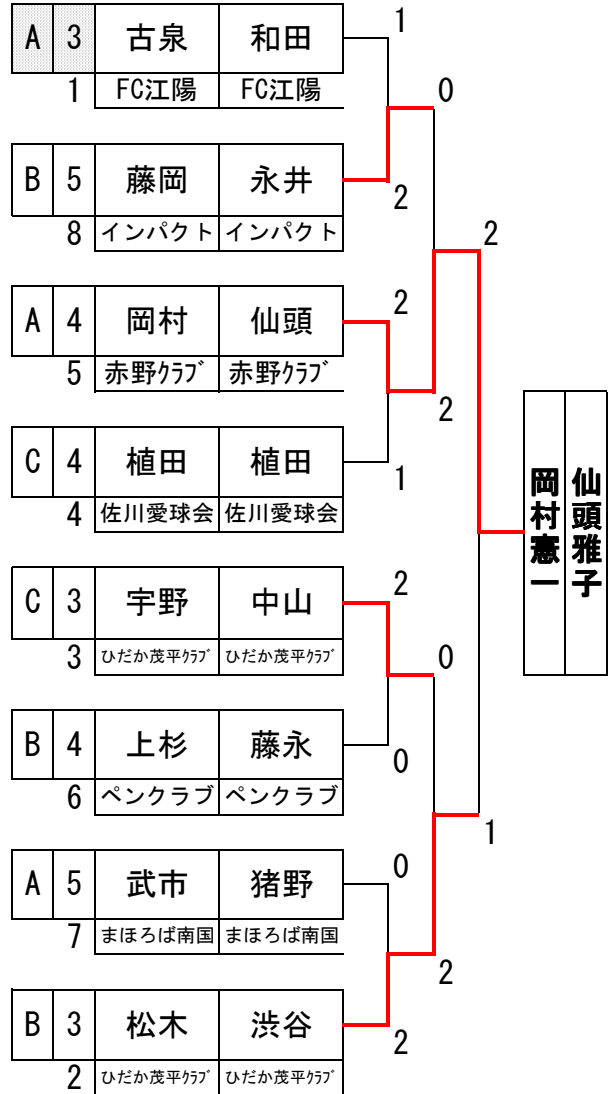 A 3 古泉 和田
1 FC江陽 FC江陽
1
0
B 5 藤岡 永井
8 インパクト インパクト
2
2
A 4 岡村 仙頭
5 赤野ｸﾗﾌﾞ 赤野ｸﾗﾌﾞ
2
2
C 4 植田 植田
4 佐川愛球会 佐川愛球会
1
岡村憲一
仙頭雅子
C 3 宇野 中山
3 ひだか茂平ｸﾗﾌﾞ ひだか茂平ｸﾗﾌﾞ
2
0
B 4 上杉 藤永
6 ペンクラブ ペンクラブ
0
1
A 5 武市 猪野
7 まほろば南国 まほろば南国
0
2
B 3 松木 渋谷
2 ひだか茂平ｸﾗﾌﾞ ひだか茂平ｸﾗﾌﾞ
2